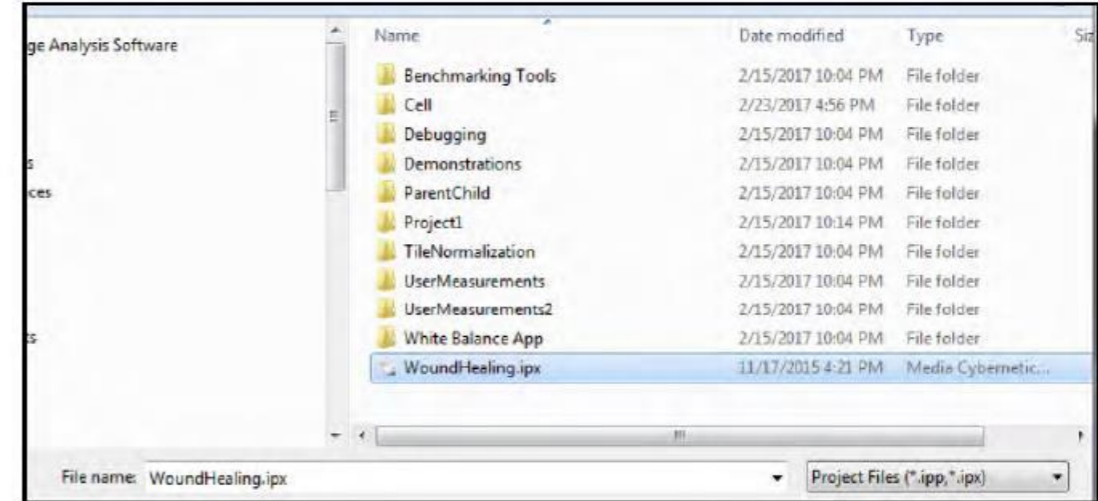 Name Date modified Type Siz
ge Analysis Software
Benchmarking Tools 2/15/2017 10:04 PM File folder
Cell 2/23/2017 4:56 PM File folder
Debugging 2/15/2017 10:04 PM File folder
s Demonstrations 2/15/2017 10:04 PM File folder
ces ParentChild 2/15/2017 10:04 PM File folder
Project1 2/15/2017 10:14 PM File folder
TileNormalization 2/15/2017 10:04 PM File folder
UserMeasurements 2/15/2017 10:04 PM File folder
UserMeasurements2 2/15/2017 10:04 PM File folder
ts White Balance App 2/15/2017 10:04 PM File folder
WoundHealing.ipx 11/17/2015 4:21 PM Media Cybernetic...
File name: WoundHealing.ipx Project Files (*.ipp,*.ipx)